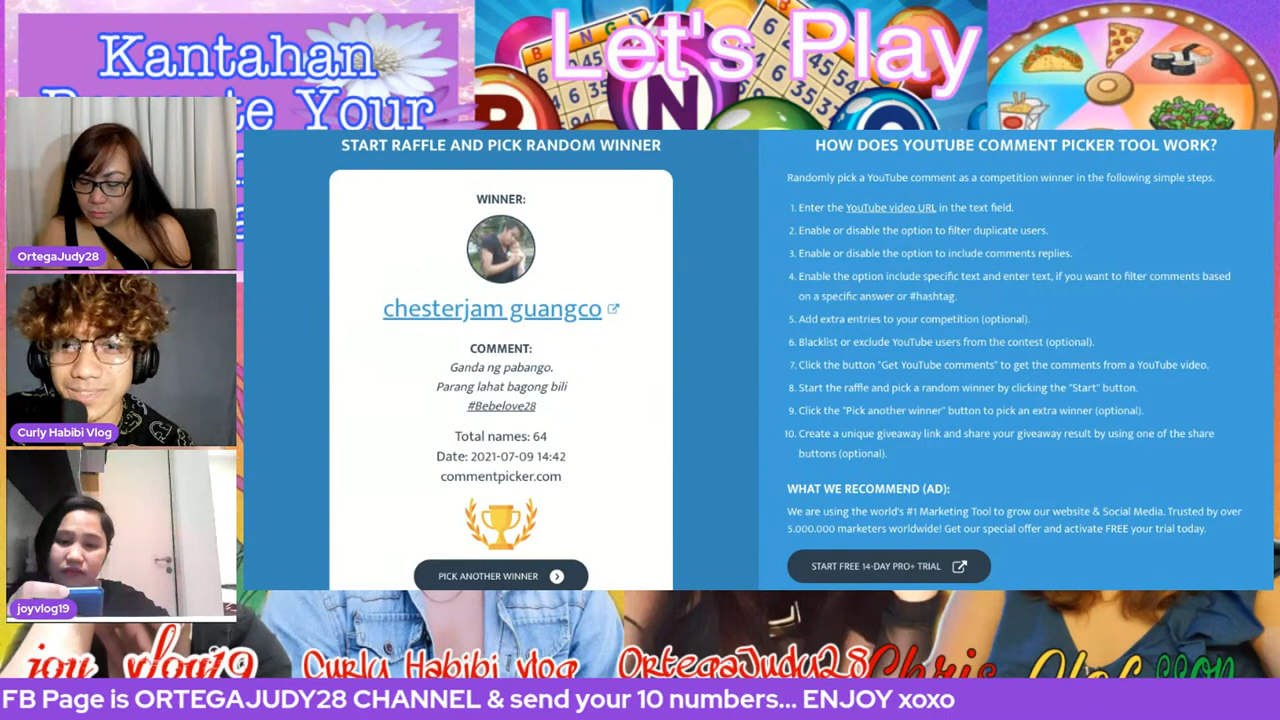 Kantahan
Promote Your
Let's Play
BINGO
N
START RAFFLE AND PICK RANDOM WINNER
WINNER:
chesterjam guangco
COMMENT:
Ganda ng pabango.
Parang lahat bagong bili
#Bebelove28
Total names: 64
Date: 2021-07-09 14:42
commentpicker.com
PICK ANOTHER WINNER
HOW DOES YOUTUBE COMMENT PICKER TOOL WORK?
Randomly pick a YouTube comment as a competition winner in the following simple steps.
1. Enter the YouTube video URL in the text field.
2. Enable or disable the option to filter duplicate users.
3. Enable or disable the option to include comments replies.
4. Enable the option include specific text and enter text, if you want to filter comments based
on a specific answer or #hashtag.
5. Add extra entries to your competition (optional).
6. Blacklist or exclude YouTube users from the contest (optional).
7. Click the button "Get YouTube comments" to get the comments from a YouTube video.
8. Start the raffle and pick a random winner by clicking the "Start" button.
9. Click the "Pick another winner" button to pick an extra winner (optional).
10. Create a unique giveaway link and share your giveaway result by using one of the share
buttons (optional).
WHAT WE RECOMMEND (AD):
We are using the world's #1 Marketing Tool to grow our website & Social Media. Trusted by over
5.000.000 marketers worldwide! Get our special offer and activate FREE your trial today.
START FREE 14-DAY PRO+ TRIAL
OrtegaJudy28
Curly Habibi Vlog
joyvlog19
joy vlog19
Curly Habibi vlog
OrtegaJudy28
Chris
FB Page is ORTEGAJUDY28 CHANNEL & send your 10 numbers... ENJOY xoxo